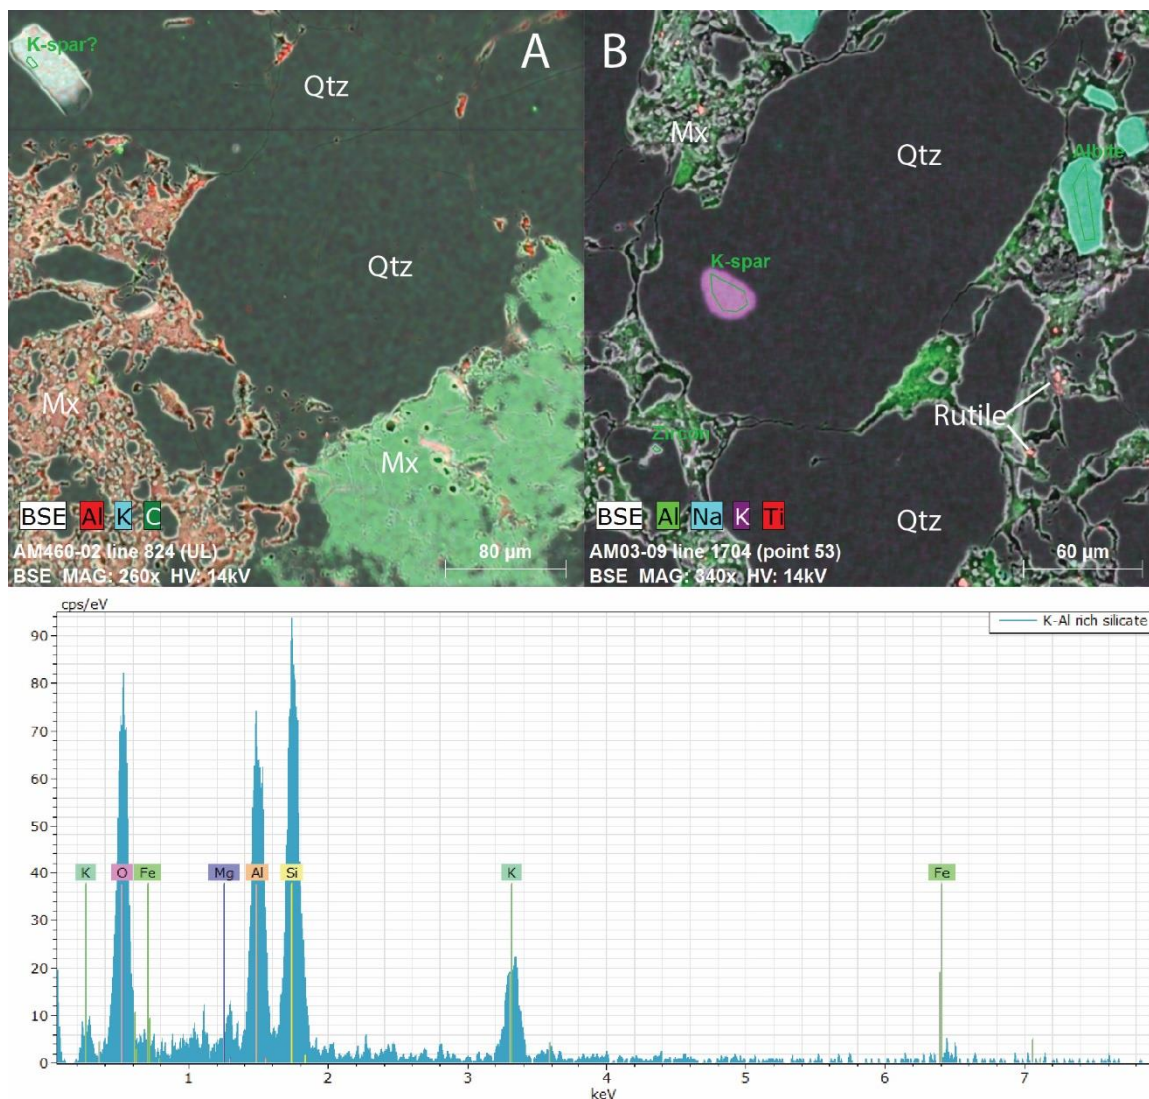 K-spar?
A
Qtz
Qtz
Mx
Mx
BSE Al K C
AM460-02 line 824 (UL)
BSE MAG: 260x HV: 14kV
80 µm
B
Mx
Qtz
Albite
K-spar
Rutile
Zircon
Qtz
BSE Al Na K Ti
AM03-09 line 1704 (point 53)
BSE MAG: 340x HV: 14kV
60 µm
cps/eV
K-Al rich silicate
90
80
70
60
50
40
30
20
10
0
K O Fe Mg Al Si K Fe
1 2 3 4 5 6 7
keV